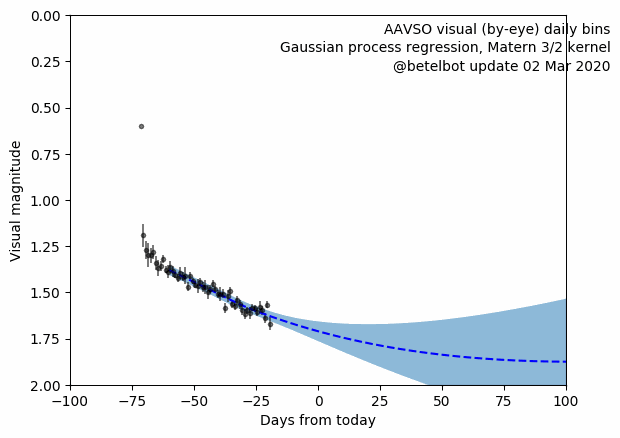 AAVSO visual (by-eye) daily bins
Gaussian process regression, Matern 3/2 kernel
@betelbot update 02 Mar 2020
0.00
0.25
0.50
0.75
1.00
1.25
1.50
1.75
2.00
Visual magnitude
−100 −75 −50 −25 0 25 50 75 100
Days from today